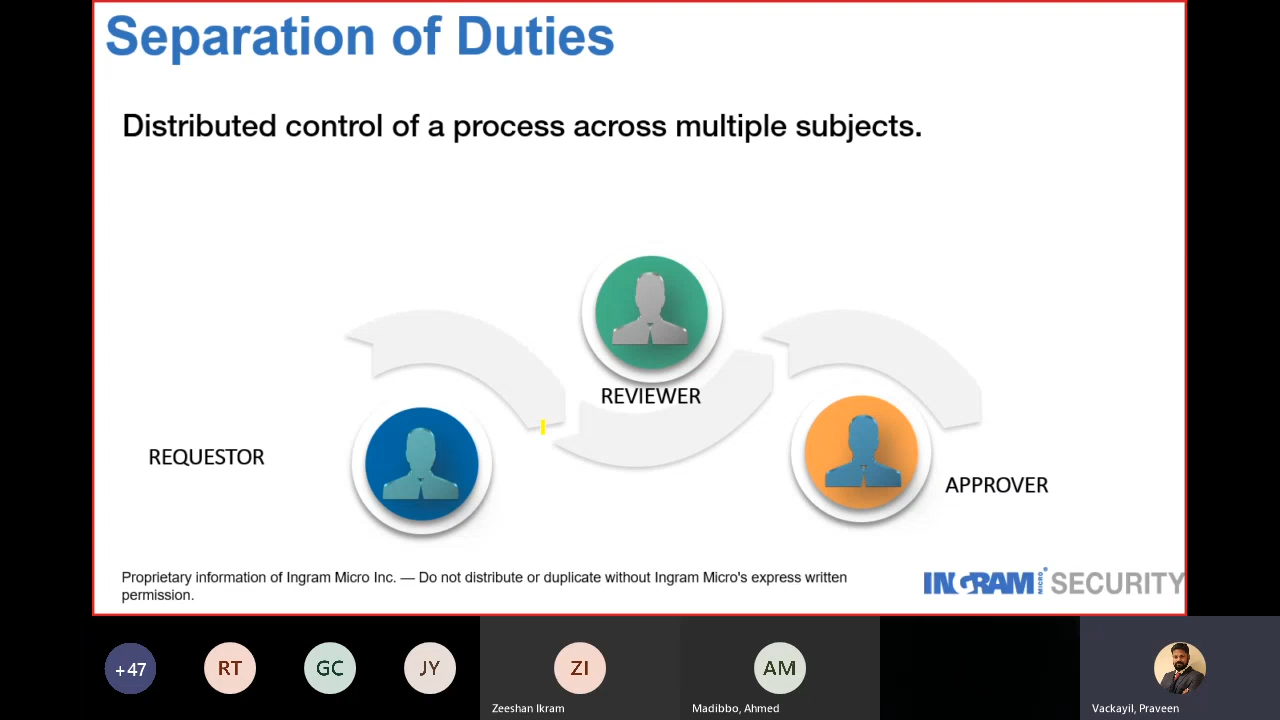 Separation of Duties
Distributed control of a process across multiple subjects.
REVIEWER
REQUESTOR
APPROVER
Proprietary information of Ingram Micro Inc. — Do not distribute or duplicate without Ingram Micro's express written
permission.
INGRAM MICRO SECURITY
+47
RT
GC
JY
ZI
AM
Zeeshan Ikram
Madibbo, Ahmed
Vackayil, Praveen